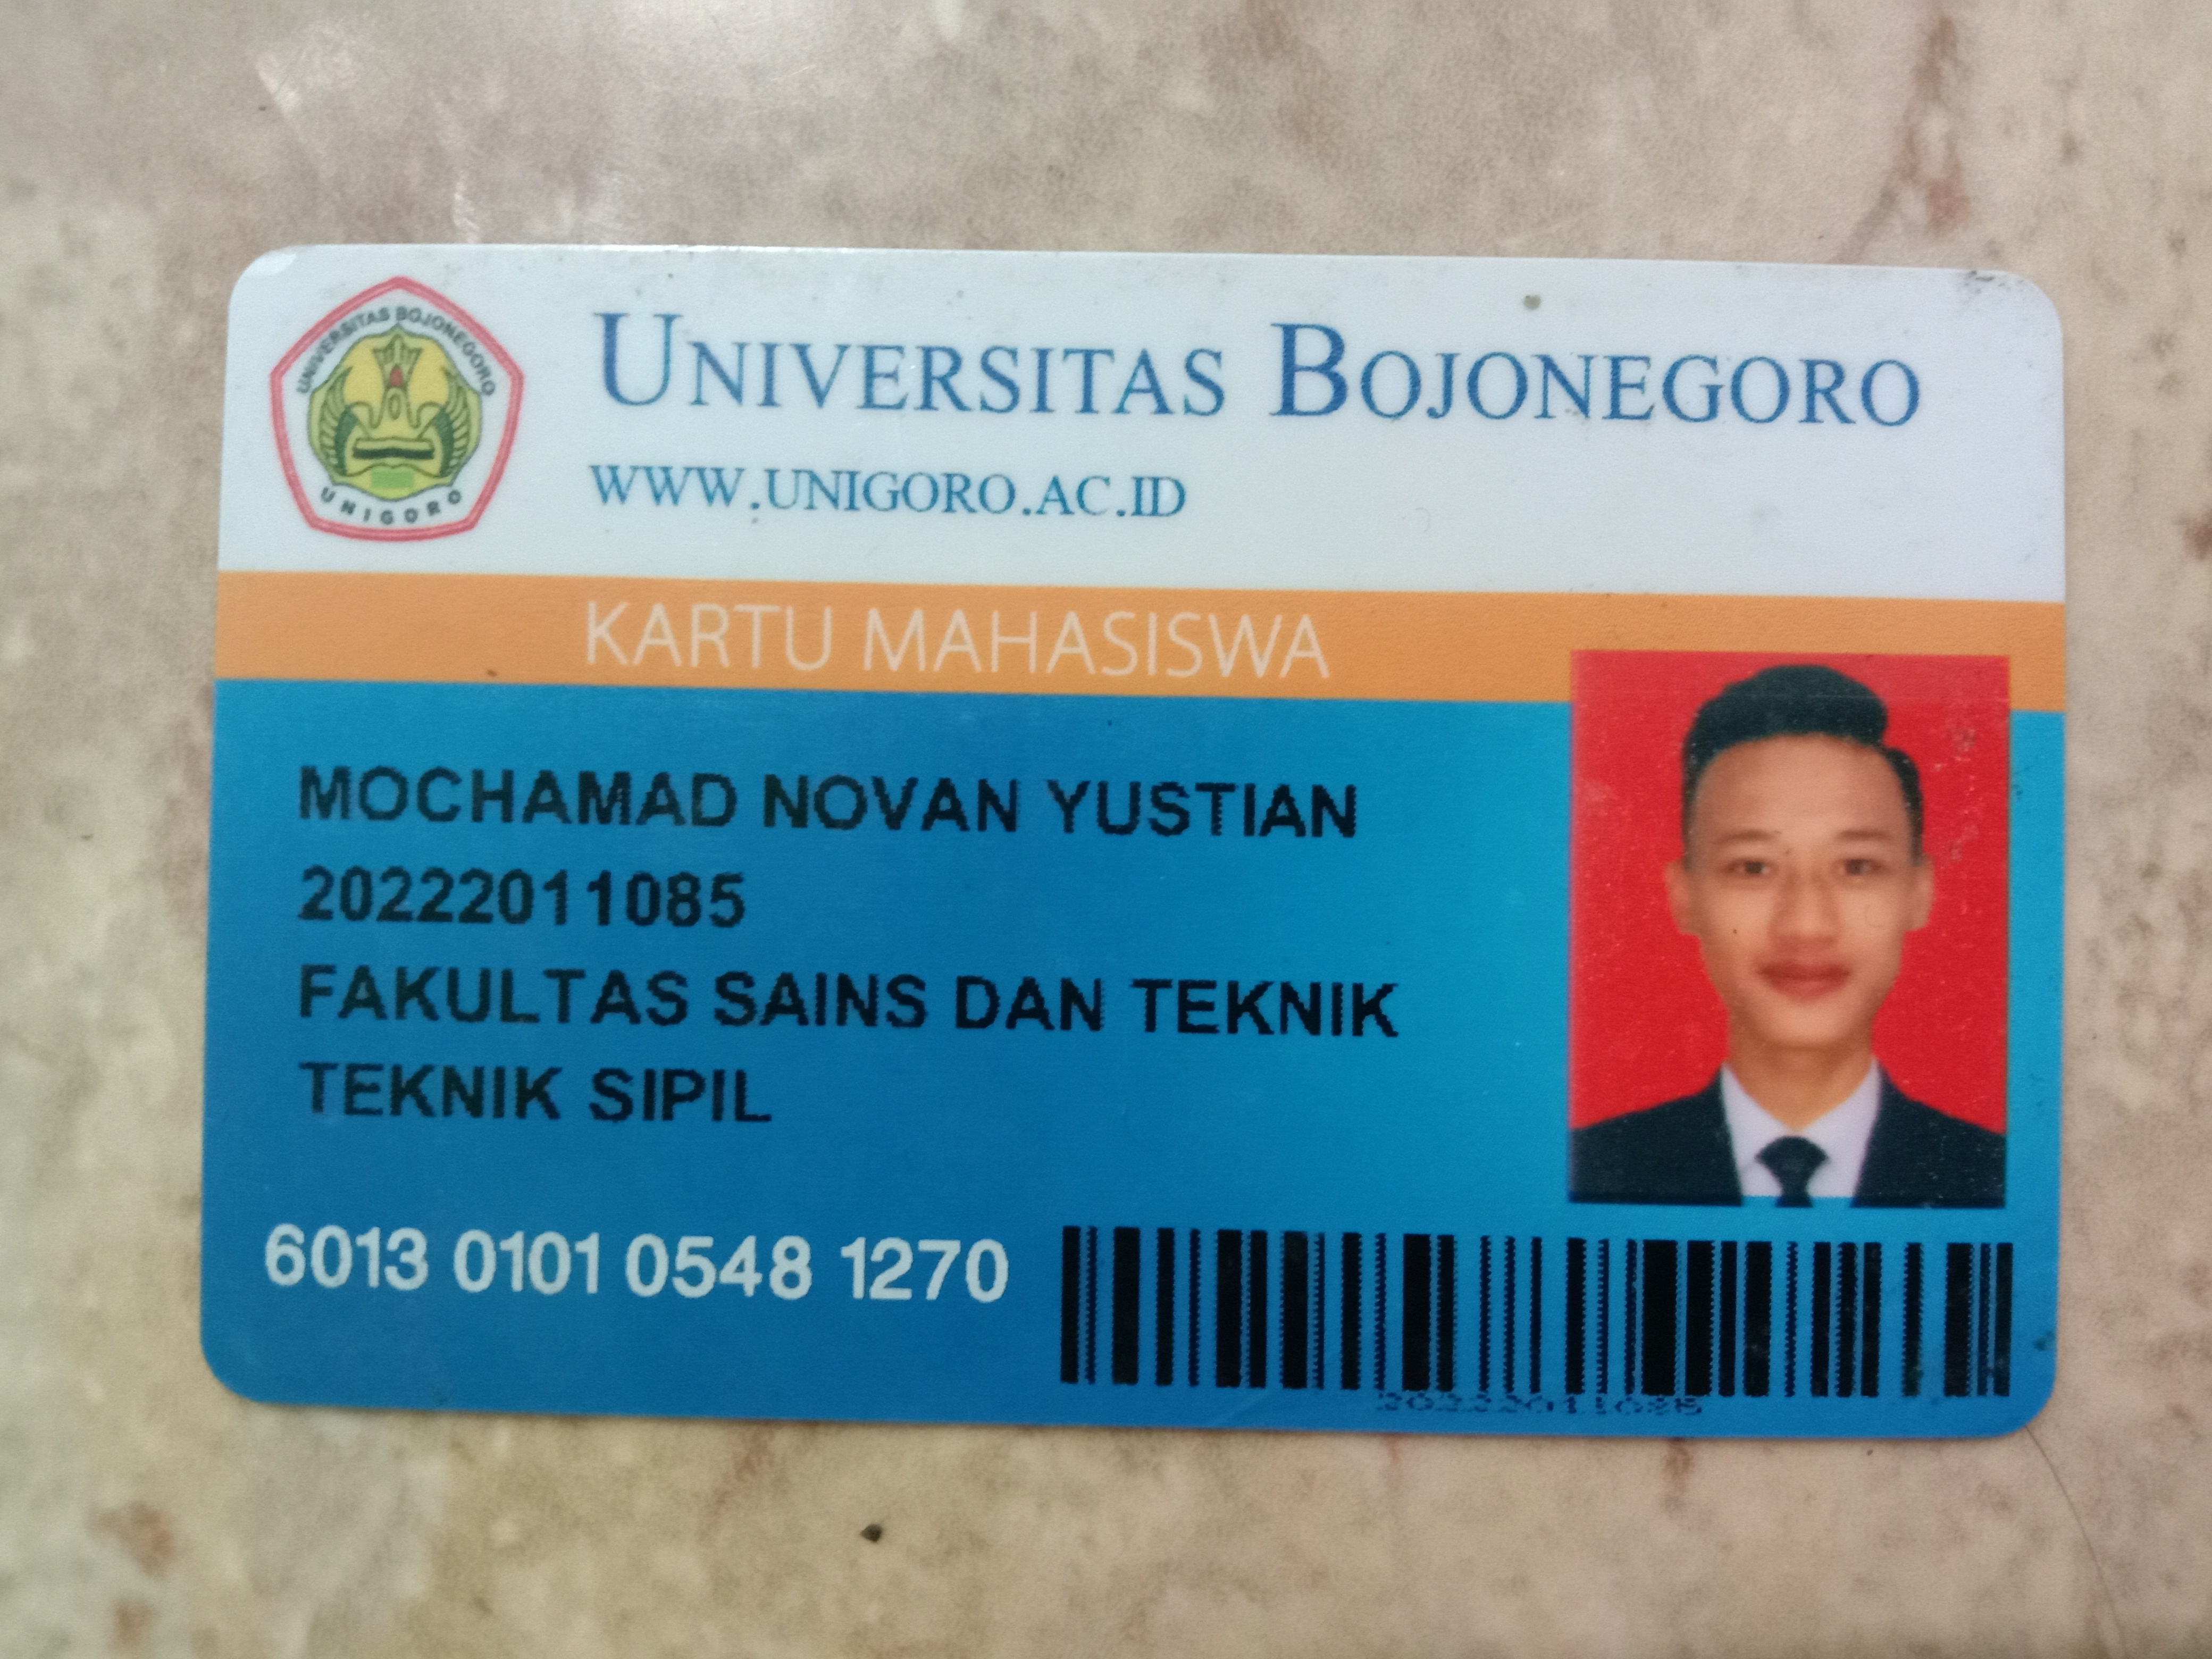 UNIVERSITAS BOJONEGORO
UNIGORO
UNIVERSITAS BOJONEGORO
WWW.UNIGORO.AC.ID
KARTU MAHASISWA
MOCHAMAD NOVAN YUSTIAN
20222011085
FAKULTAS SAINS DAN TEKNIK
TEKNIK SIPIL
6013 0101 0548 1270
20222011085